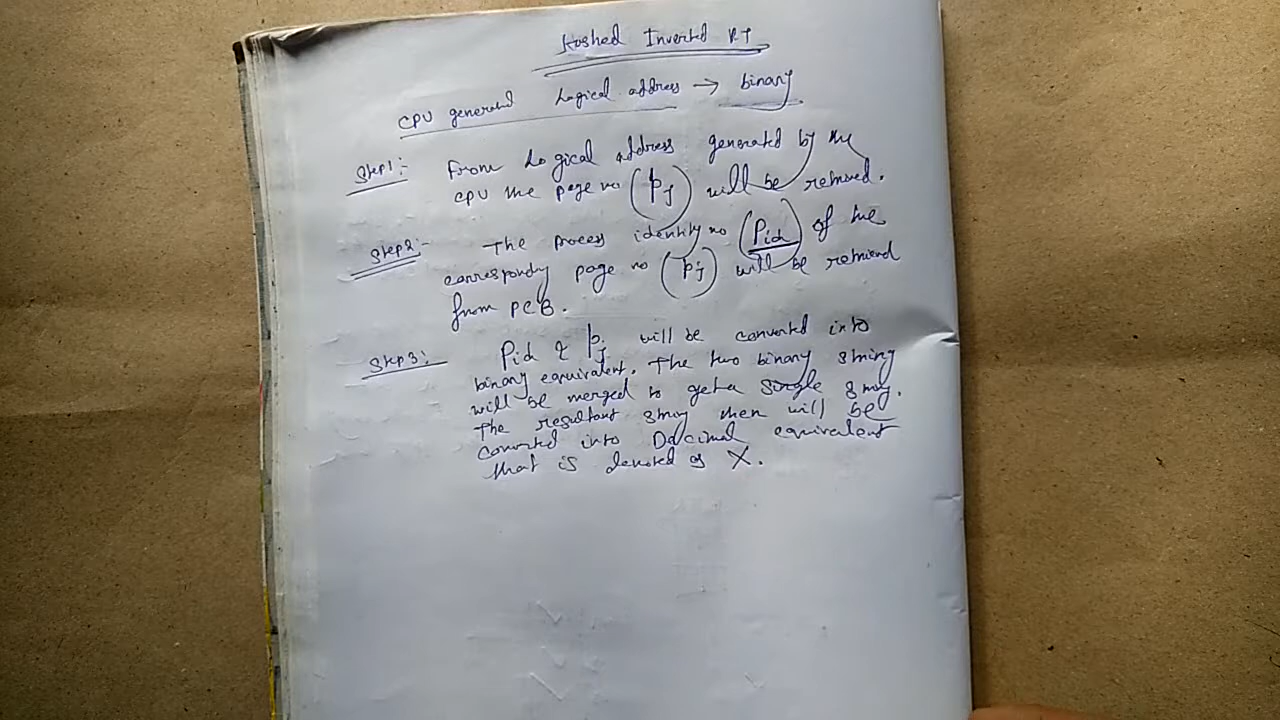 Hashed Inverted P.T
CPU generated Logical address → binary
Step1:- From Logical address generated by the
CPU the page no (Pj) will be retrieved.
Step2:- The process identity no (Pid) of the
corresponding page no (Pj) will be retrieved
from PCB.
Step3:- Pid & Pj will be converted into
binary equivalent. The two binary string
will be merged to get a single string.
The resultant string then will be
converted into Decimal equivalent
that is denoted as X.